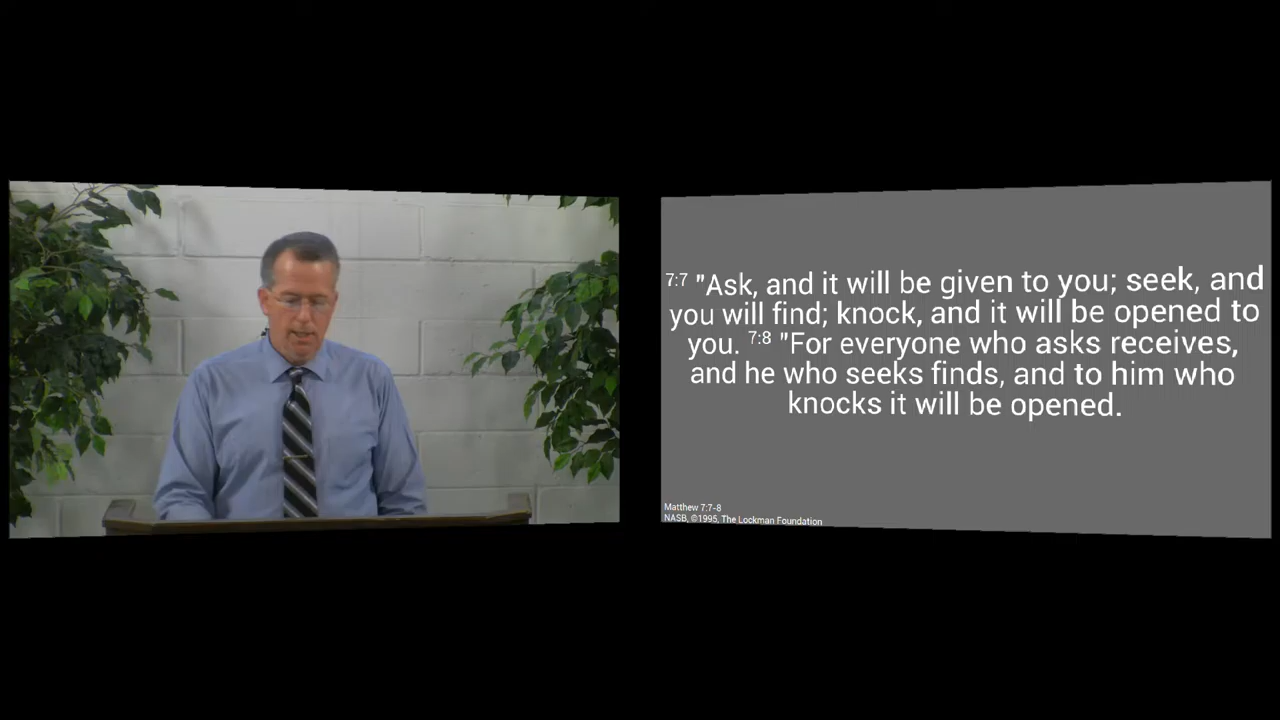 7:7 "Ask, and it will be given to you; seek, and
you will find; knock, and it will be opened to
you. 7:8 "For everyone who asks receives,
and he who seeks finds, and to him who
knocks it will be opened.
Matthew 7:7-8
NASB, ©1995, The Lockman Foundation